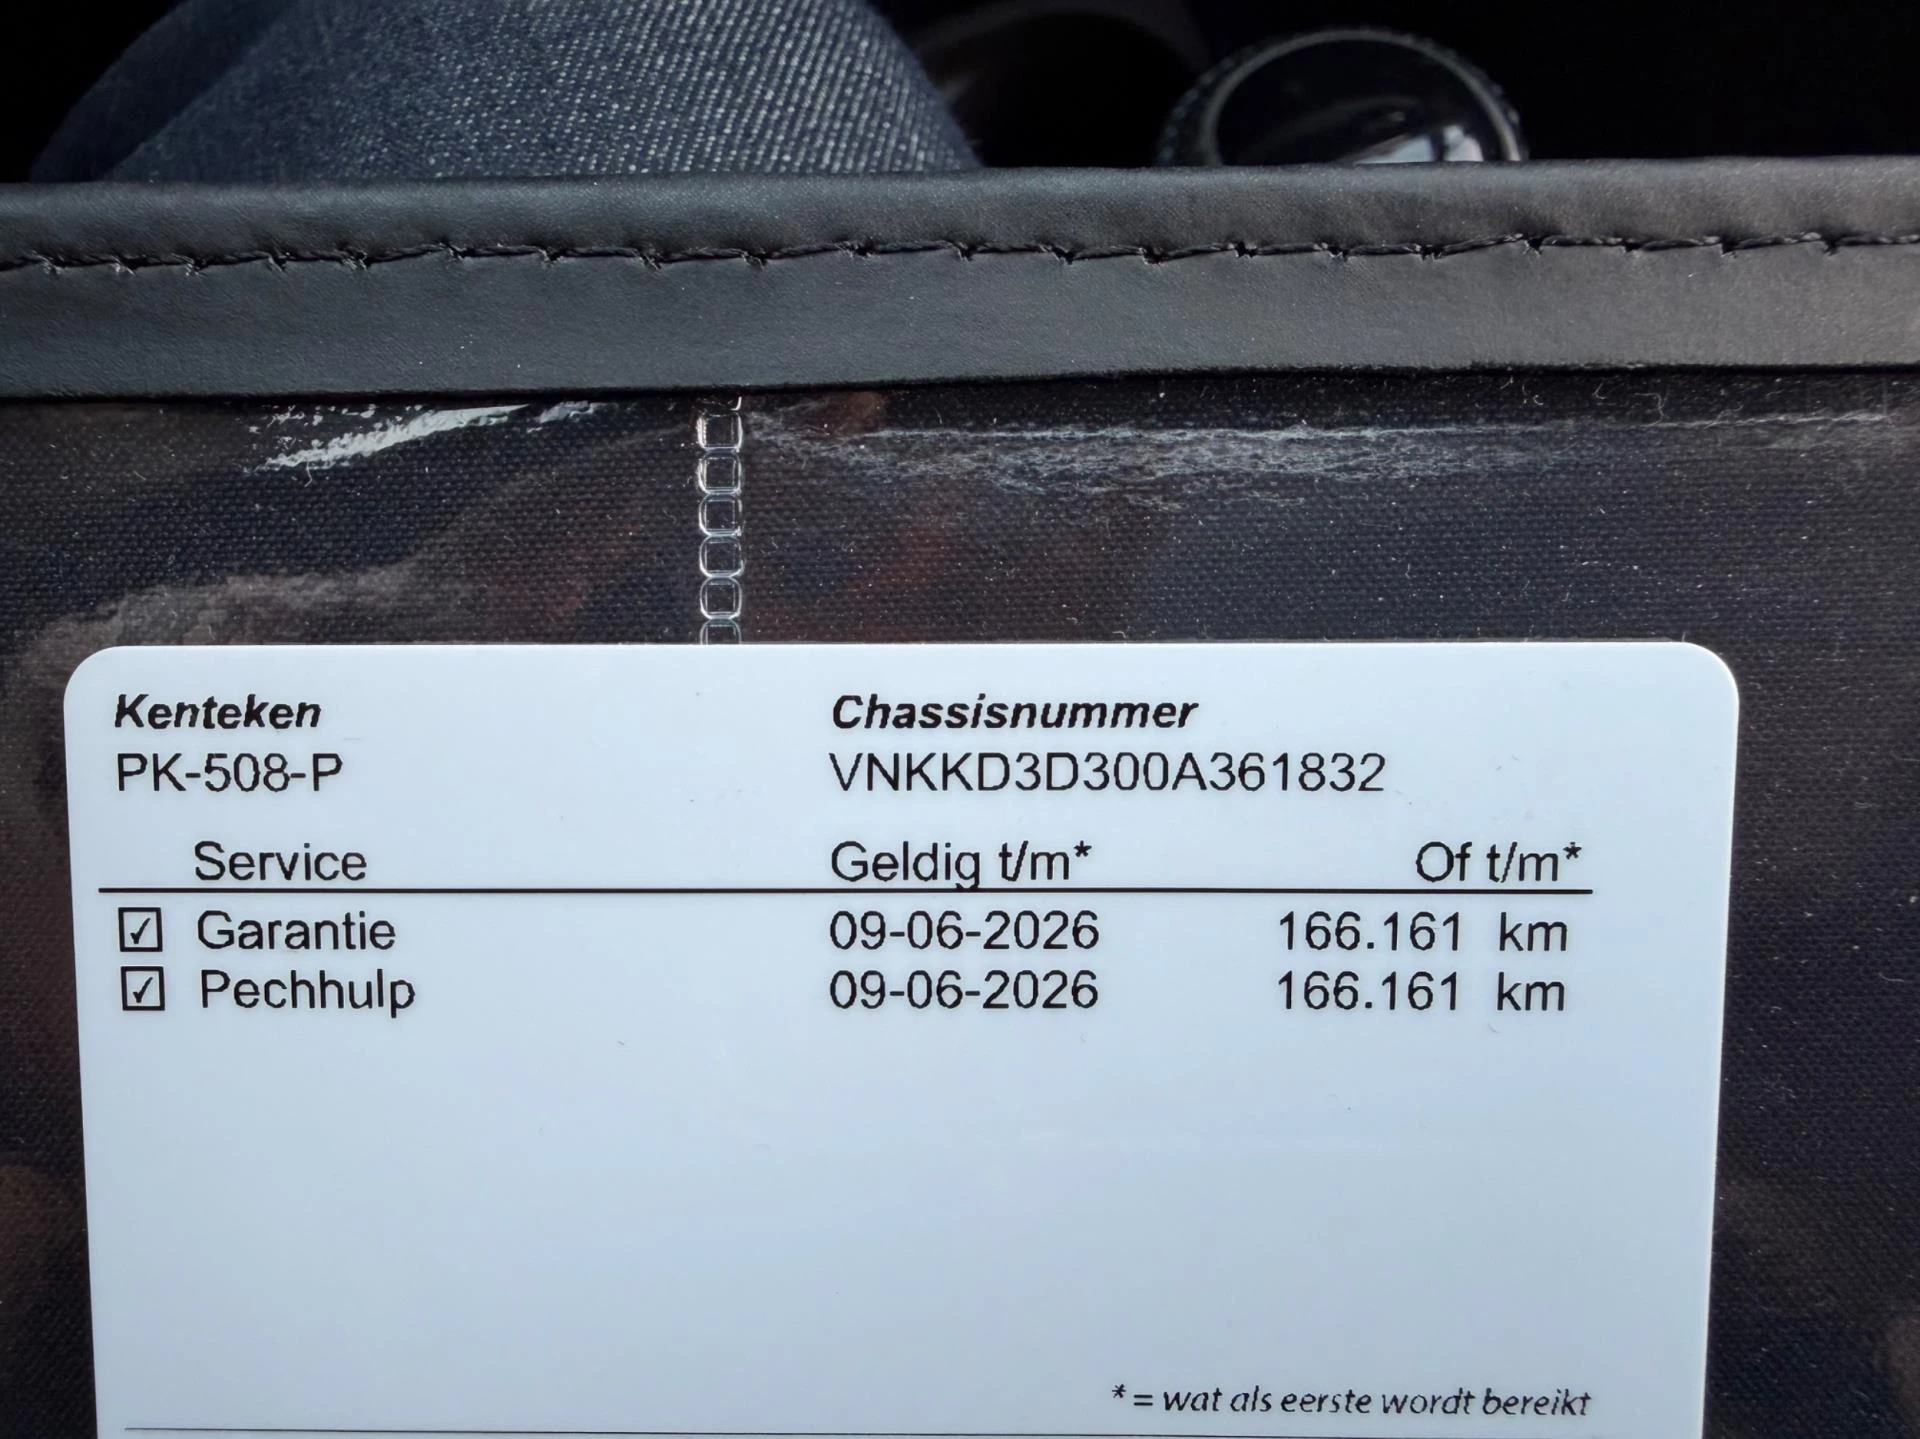 Kenteken Chassisnummer
PK-508-P VNKKD3D300A361832
Service Geldig t/m* Of t/m*
☑ Garantie 09-06-2026 166.161 km
☑ Pechhulp 09-06-2026 166.161 km
* = wat als eerste wordt bereikt